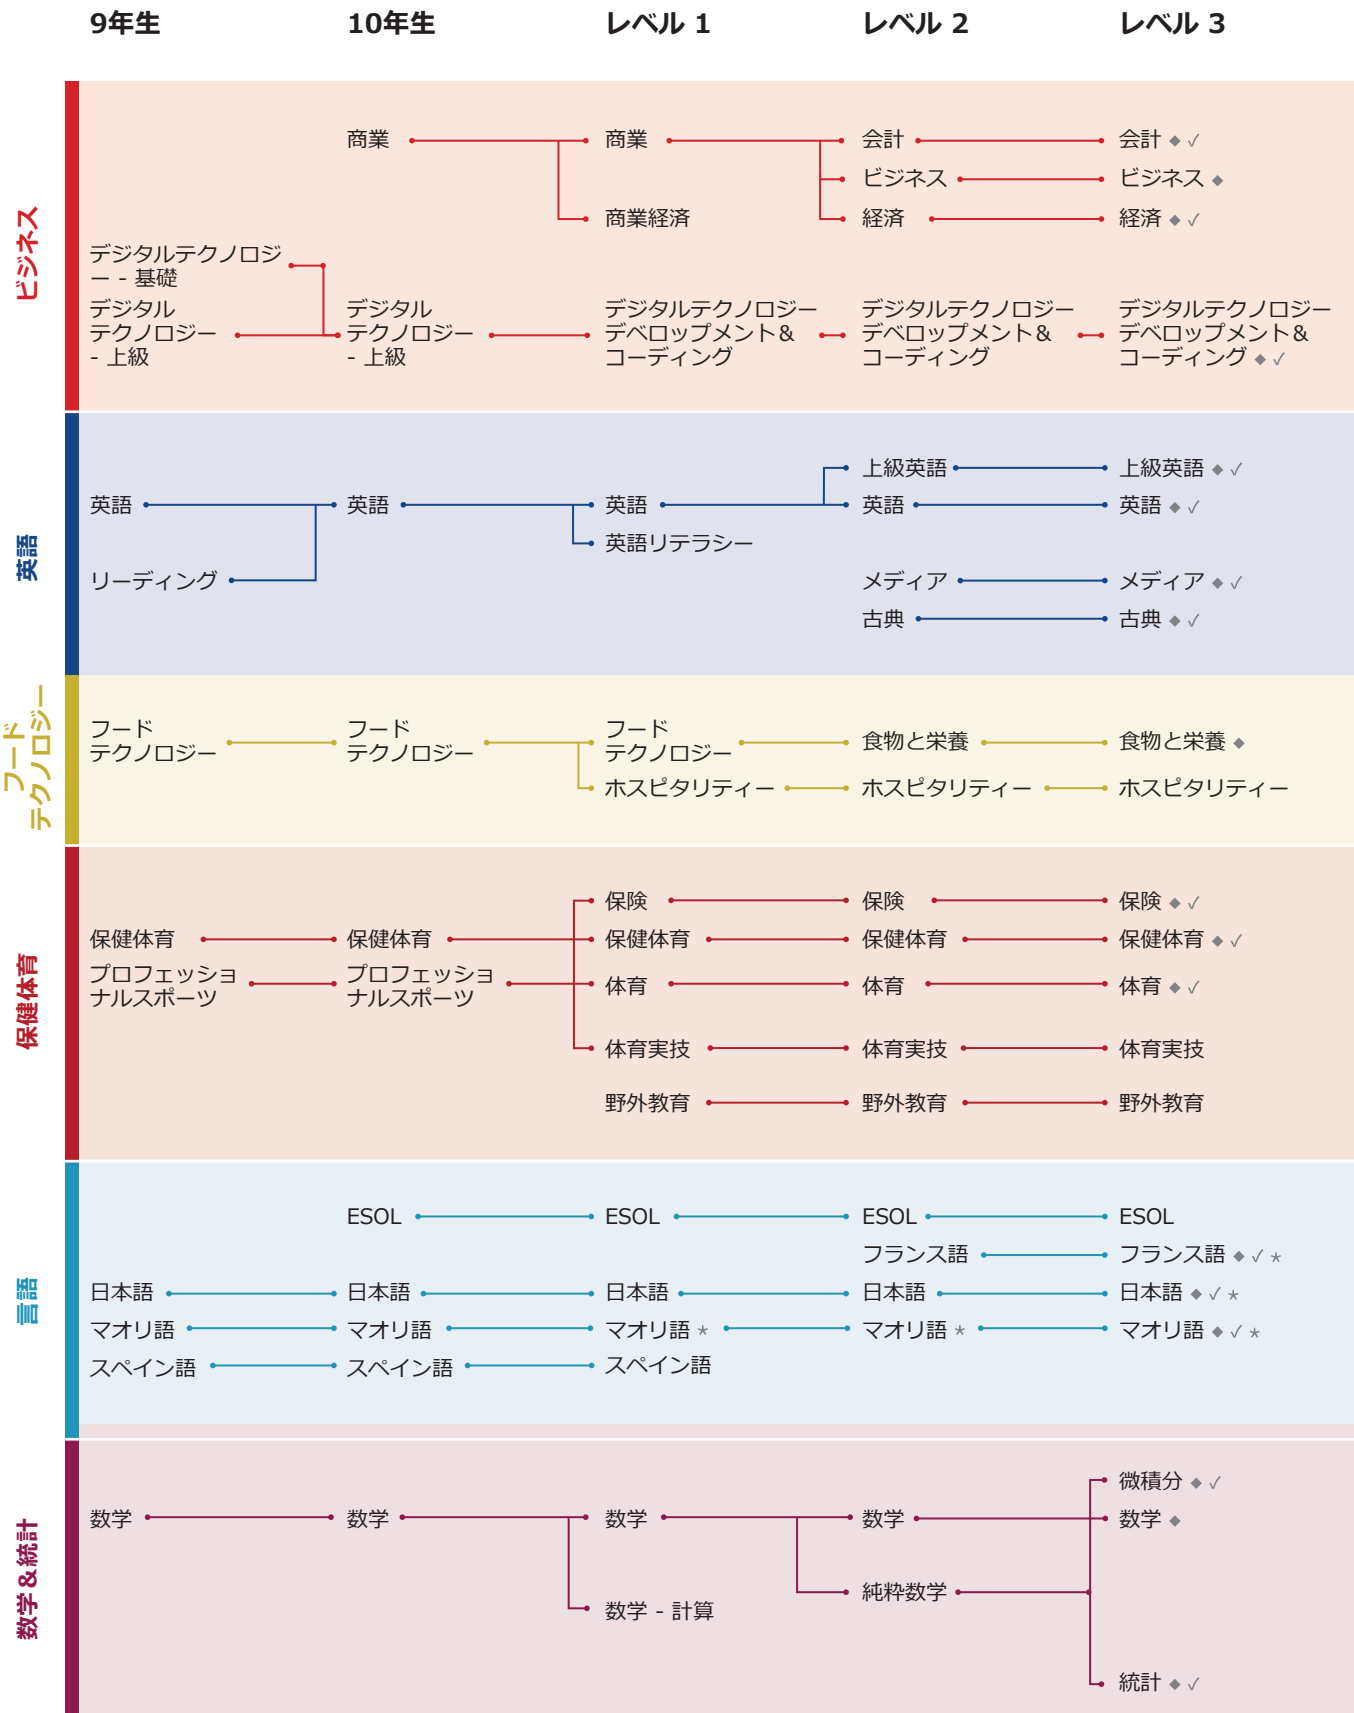 9年生 10年生 レベル 1 レベル 2 レベル 3
ビジネス
商業 商業 会計 会計 ◆ ✓
ビジネス ビジネス ◆
商業経済 経済 経済 ◆ ✓
デジタルテクノロジ
ー - 基礎
デジタル
テクノロジー
- 上級
デジタル
テクノロジー
- 上級
デジタルテクノロジー
デベロップメント&
コーディング
デジタルテクノロジー
デベロップメント&
コーディング
デジタルテクノロジー
デベロップメント&
コーディング ◆ ✓
英語
上級英語 上級英語 ◆ ✓
英語 英語 英語 英語 英語 ◆ ✓
英語リテラシー
リーディング メディア メディア ◆ ✓
古典 古典 ◆ ✓
フード
テクノロジー
フード
テクノロジー
フード
テクノロジー
フード
テクノロジー
食物と栄養 食物と栄養 ◆
ホスピタリティー ホスピタリティー ホスピタリティー
保健体育
保険 保険 保険 ◆ ✓
保健体育 保健体育 保健体育 保健体育 保健体育 ◆ ✓
プロフェッショ
ナルスポーツ
プロフェッショ
ナルスポーツ
体育 体育 体育 ◆ ✓
体育実技 体育実技 体育実技
野外教育 野外教育 野外教育
言語
ESOL ESOL ESOL ESOL
フランス語 フランス語 ◆ ✓ *
日本語 日本語 日本語 日本語 日本語 ◆ ✓ *
マオリ語 マオリ語 マオリ語 * マオリ語 * マオリ語 ◆ ✓ *
スペイン語 スペイン語 スペイン語
数学&統計
微積分 ◆ ✓
数学 数学 数学 数学 数学 ◆
純粋数学
数学 - 計算
統計 ◆ ✓